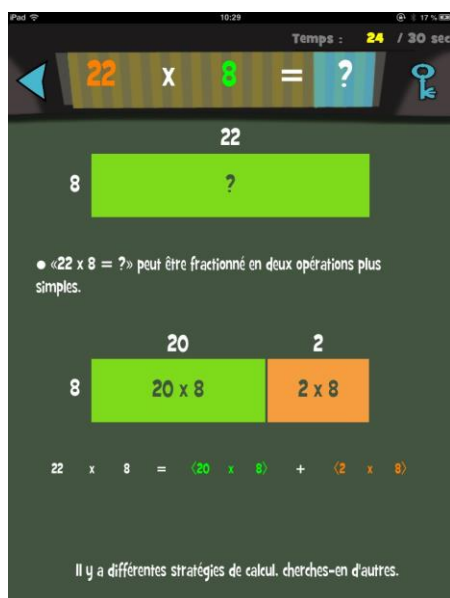 iPad 10:29 17 %
Temps : 24 / 30 sec
22 x 8 = ?
22
8 ?
● «22 x 8 = ?» peut être fractionné en deux opérations plus
simples.
20 2
8 20 x 8 2 x 8
22 x 8 = (20 x 8) + (2 x 8)
Il y a différentes stratégies de calcul. cherches-en d'autres.